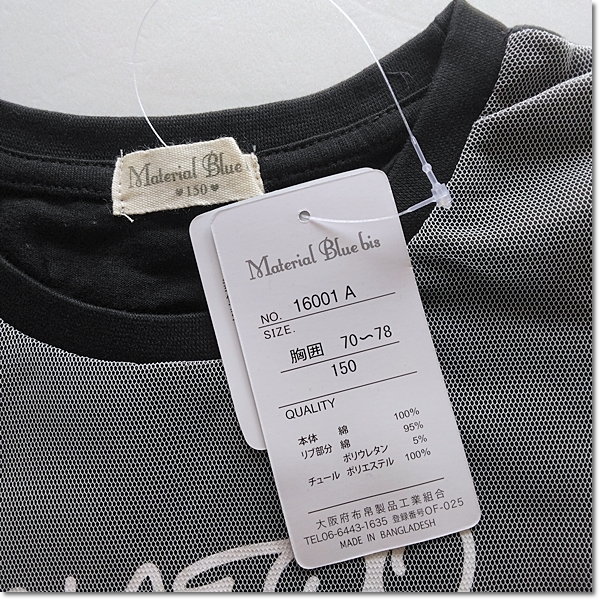 Material Blue
♥150♥
Material Blue bis
NO. 16001 A
SIZE.
胸囲 70〜78
150
QUALITY
本体 綿 100%
リブ部分 綿 95%
ポリウレタン 5%
チュール ポリエステル 100%
大阪府布帛製品工業組合
TEL06-6443-1635 登録番号OF-025
MADE IN BANGLADESH